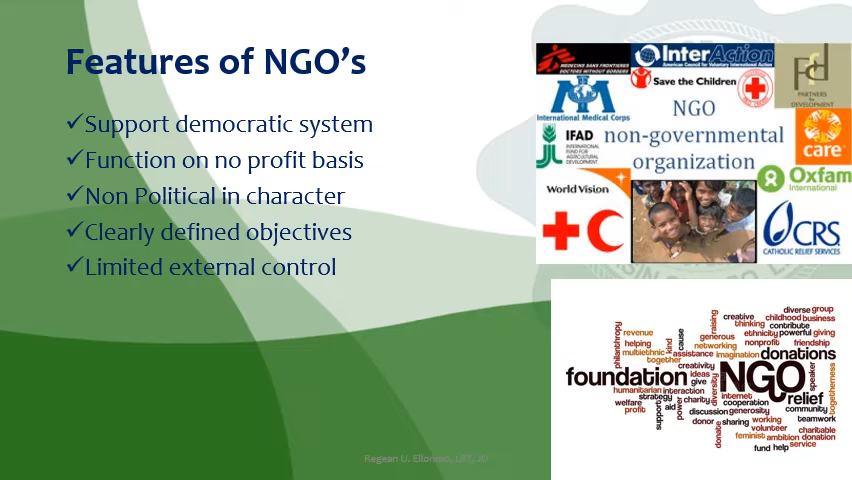 Features of NGO's
✓Support democratic system
✓Function on no profit basis
✓Non Political in character
✓Clearly defined objectives
✓Limited external control
MEDECINS SANS FRONTIERES
DOCTORS WITHOUT BORDERS
InterAction
American Council for Voluntary International Action
Save the Children
PARTNERS
for
DEVELOPMENT
International Medical Corps
NGO
non-governmental
organization
IFAD
INTERNATIONAL
FUND FOR
AGRICULTURAL
DEVELOPMENT
care
World Vision
Oxfam
International
CRS
CATHOLIC RELIEF SERVICES
diverse group
creative childhood business
raising thinking contribute
philanthropy revenue cause generous ethnicity powerful giving
helping kind networking nonprofit friendship
multiethnic assistance imagination donations
together creativity
foundation ideas NGO speaker togetherness
give
humanitarian interaction diversity internet relief
strategy charity cooperation
welfare aid community
profit support power discussion generosity teamwork
donor sharing working
donate volunteer charitable
feminist ambition donation
fund help service